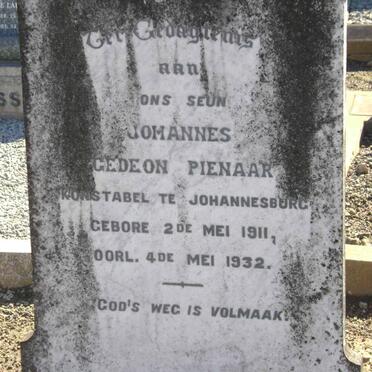 Ter Gedagtenis
AAN
ONS SEUN
JOHANNES
GEDEON PIENAAR
KONSTABEL TE JOHANNESBURG
GEBORE 2DE MEI 1911,
OORL. 4DE MEI 1932.
GOD'S WEG IS VOLMAAK.